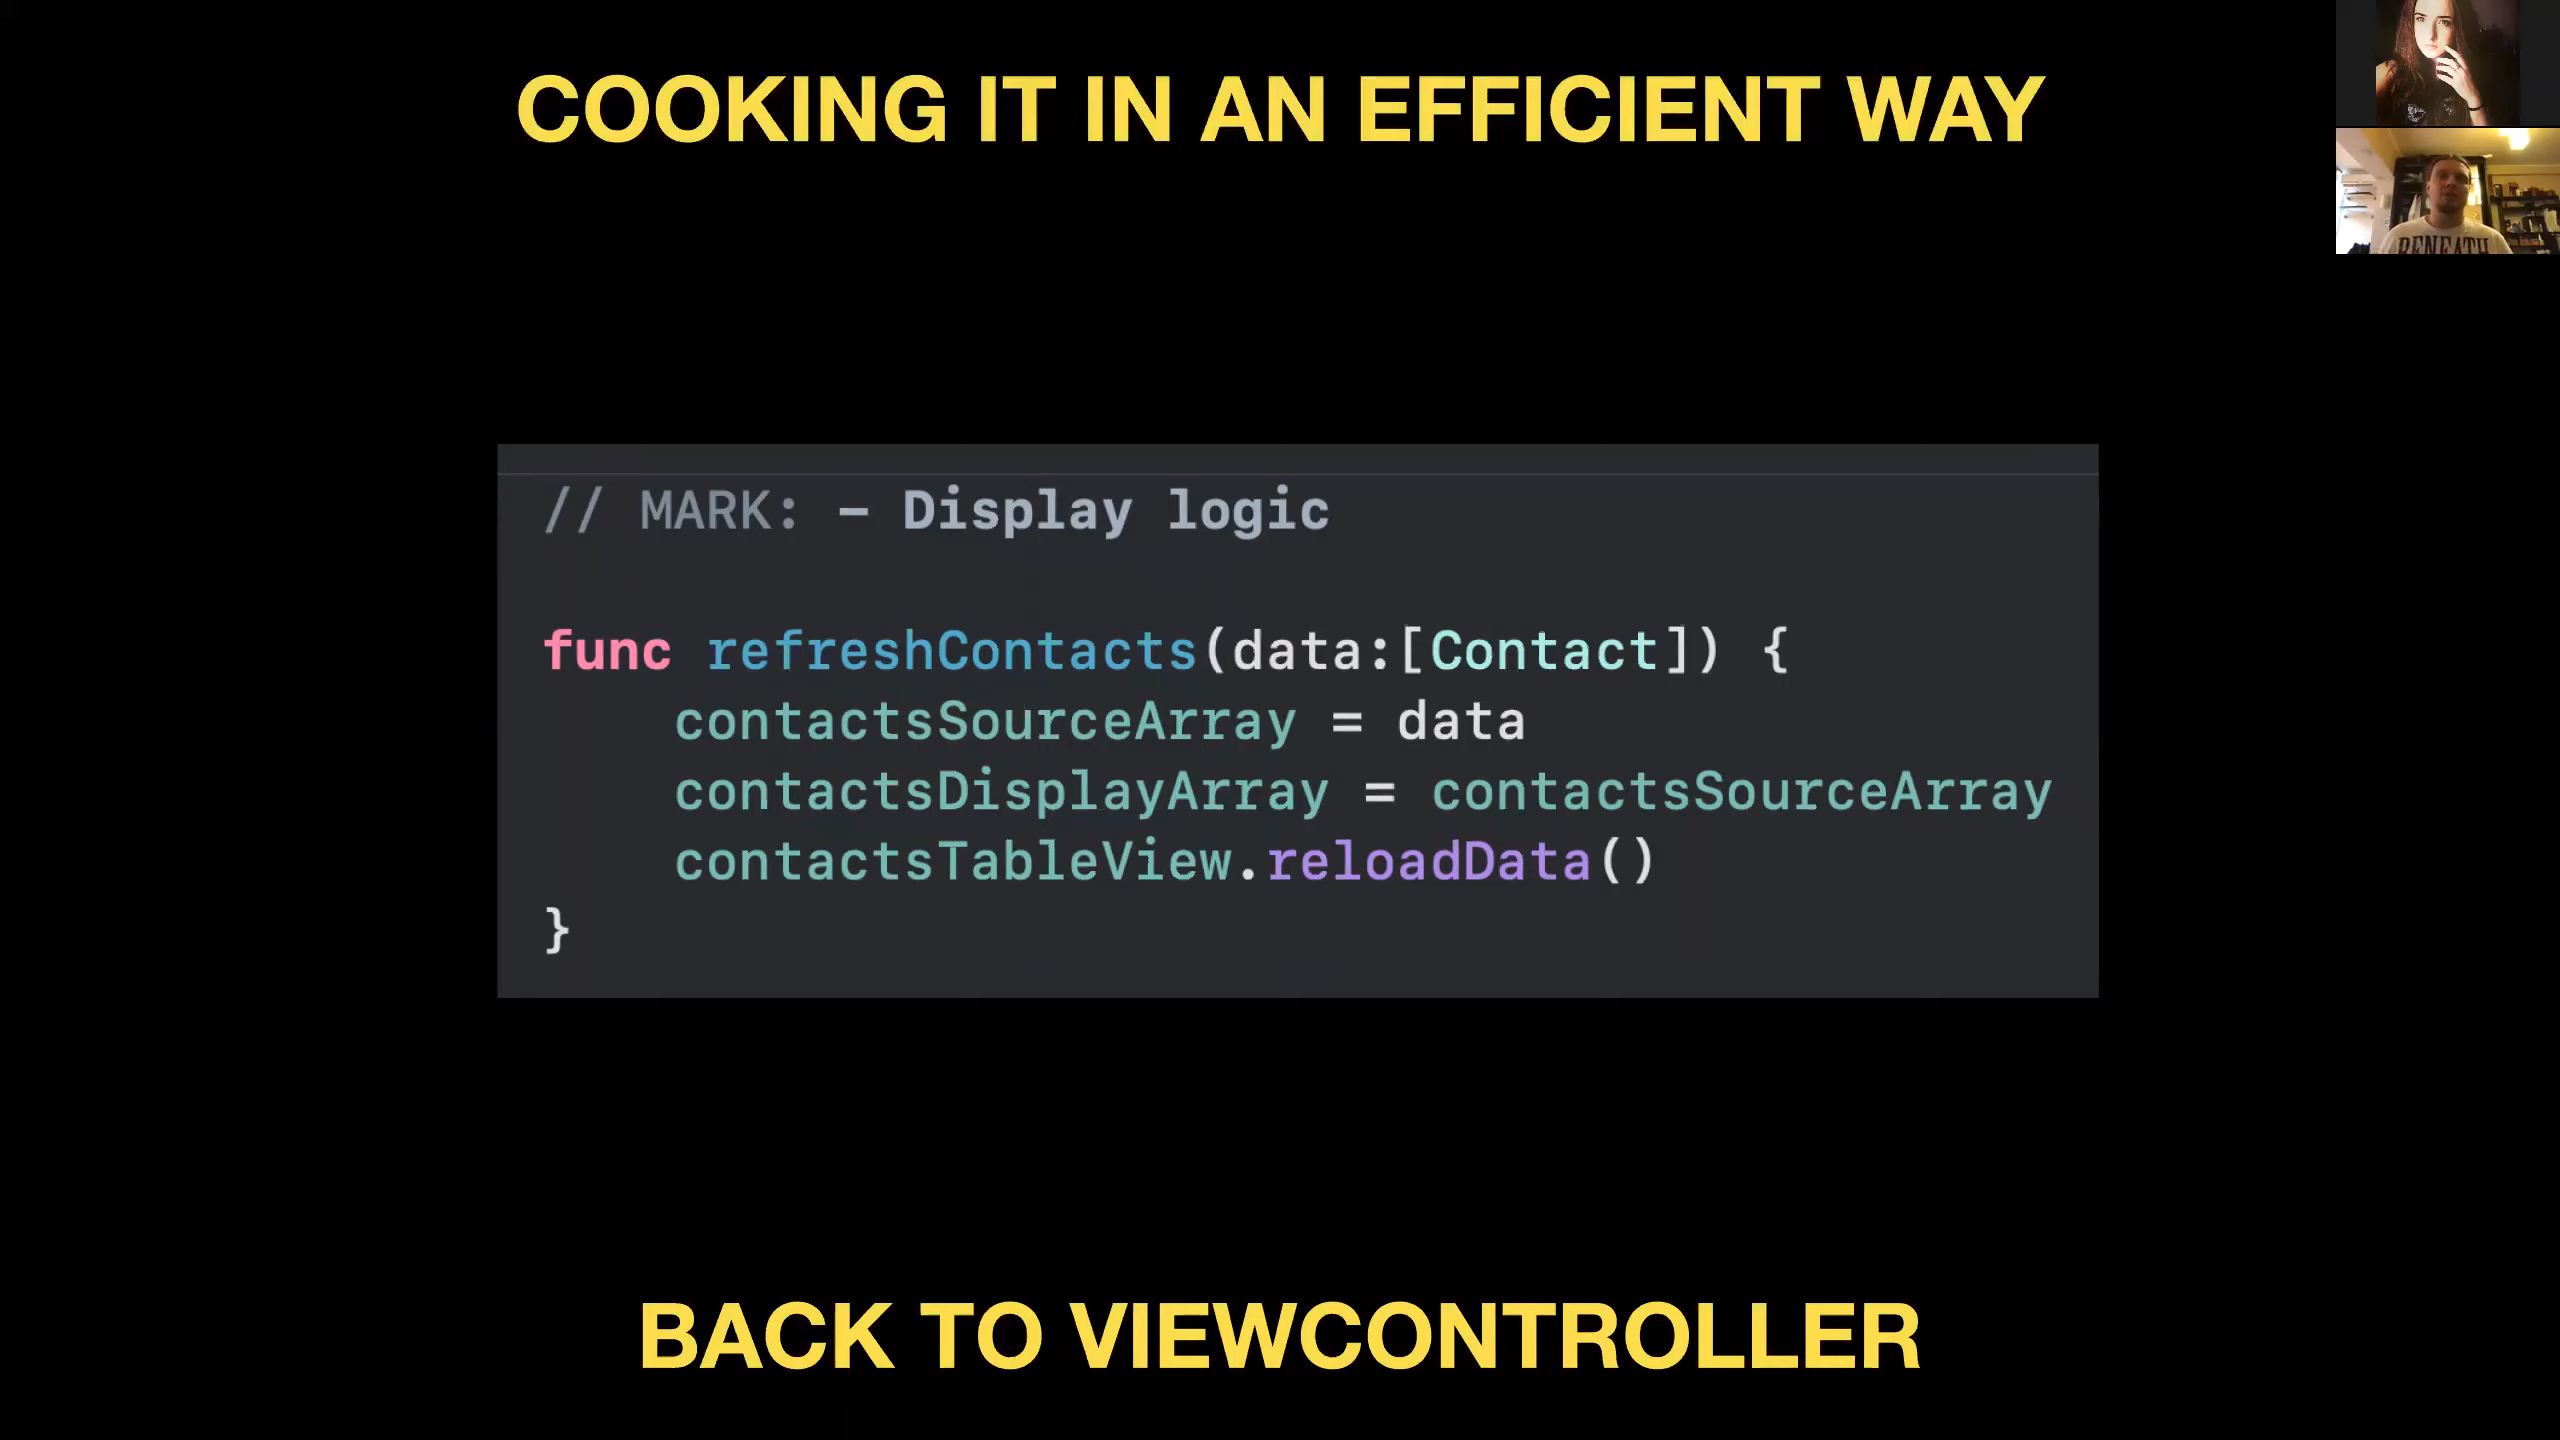 COOKING IT IN AN EFFICIENT WAY
// MARK: - Display logic
func refreshContacts(data:[Contact]) {
    contactsSourceArray = data
    contactsDisplayArray = contactsSourceArray
    contactsTableView.reloadData()
}
BACK TO VIEWCONTROLLER
BENEATH